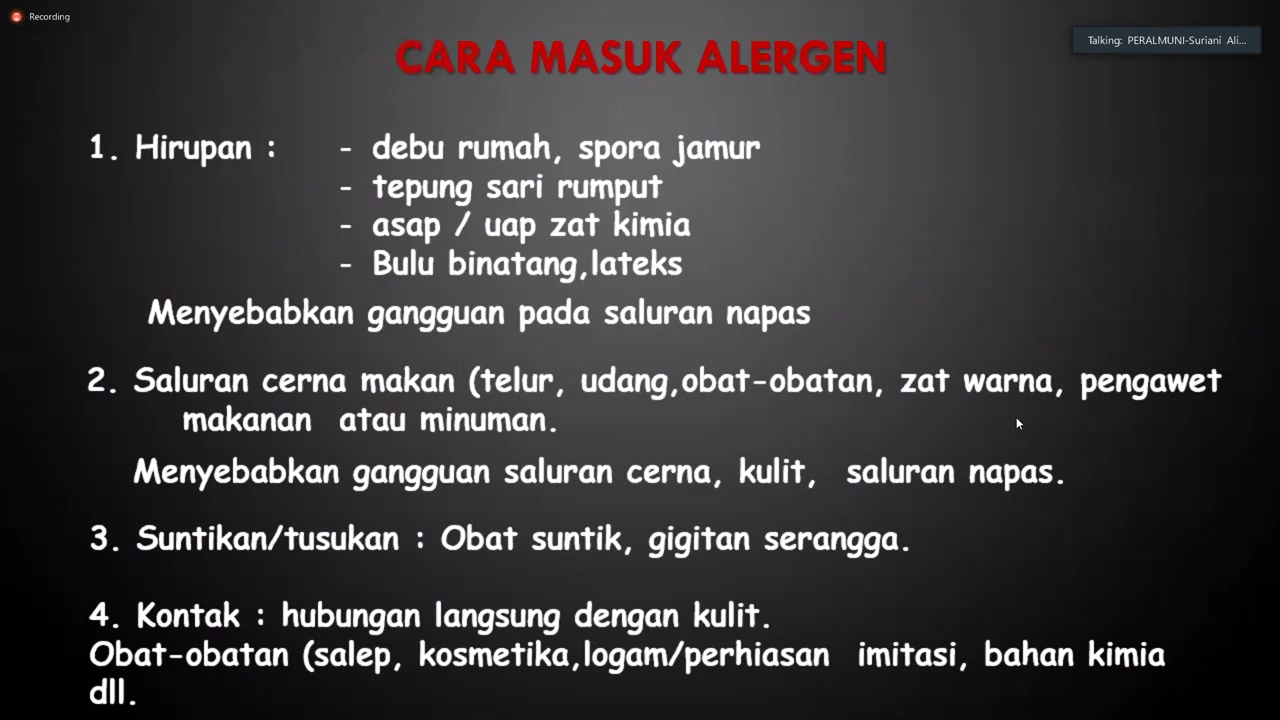 Recording
Talking: PERALMUNI-Suriani Ali...
CARA MASUK ALERGEN
1. Hirupan : - debu rumah, spora jamur
- tepung sari rumput
- asap / uap zat kimia
- Bulu binatang,lateks
Menyebabkan gangguan pada saluran napas
2. Saluran cerna makan (telur, udang,obat-obatan, zat warna, pengawet
makanan atau minuman.
Menyebabkan gangguan saluran cerna, kulit, saluran napas.
3. Suntikan/tusukan : Obat suntik, gigitan serangga.
4. Kontak : hubungan langsung dengan kulit.
Obat-obatan (salep, kosmetika,logam/perhiasan imitasi, bahan kimia
dll.